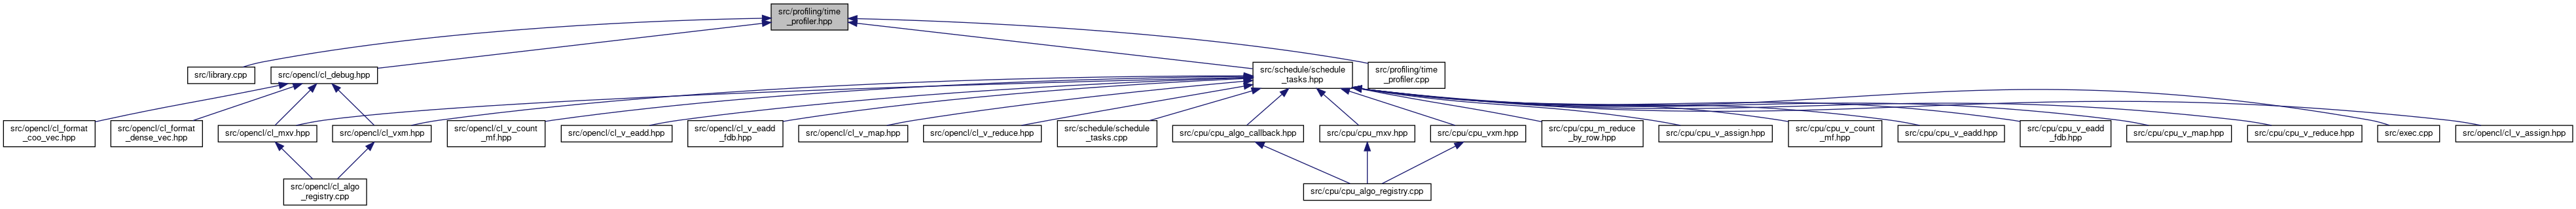 src/profiling/time
_profiler.hpp
src/library.cpp
src/opencl/cl_debug.hpp
src/schedule/schedule
_tasks.hpp
src/profiling/time
_profiler.cpp
src/opencl/cl_format
_coo_vec.hpp
src/opencl/cl_format
_dense_vec.hpp
src/opencl/cl_mxv.hpp
src/opencl/cl_vxm.hpp
src/opencl/cl_v_count
_mf.hpp
src/opencl/cl_v_eadd.hpp
src/opencl/cl_v_eadd
_fdb.hpp
src/opencl/cl_v_map.hpp
src/opencl/cl_v_reduce.hpp
src/schedule/schedule
_tasks.cpp
src/cpu/cpu_algo_callback.hpp
src/cpu/cpu_mxv.hpp
src/cpu/cpu_vxm.hpp
src/cpu/cpu_m_reduce
_by_row.hpp
src/cpu/cpu_v_assign.hpp
src/cpu/cpu_v_count
_mf.hpp
src/cpu/cpu_v_eadd.hpp
src/cpu/cpu_v_eadd
_fdb.hpp
src/cpu/cpu_v_map.hpp
src/cpu/cpu_v_reduce.hpp
src/exec.cpp
src/opencl/cl_v_assign.hpp
src/opencl/cl_algo
_registry.cpp
src/cpu/cpu_algo_registry.cpp